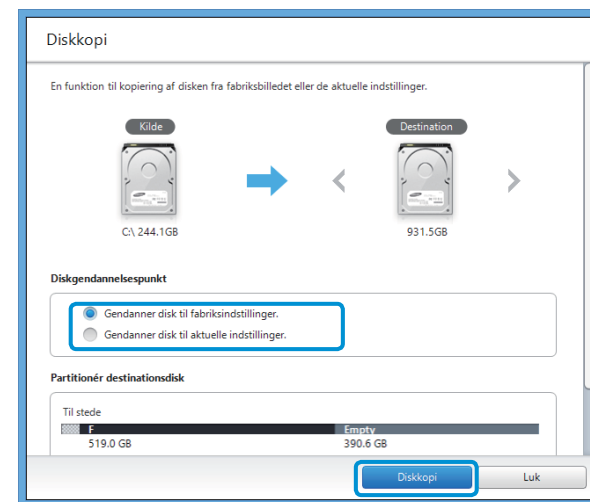 Diskkopi
En funktion til kopiering af disken fra fabriksbilledet eller de aktuelle indstillinger.
Kilde
Destination
C:\ 244.1GB
931.5GB
Diskgendannelsespunkt
Gendanner disk til fabriksindstillinger.
Gendanner disk til aktuelle indstillinger.
Partitionér destinationsdisk
Til stede
F
Empty
519.0 GB
390.6 GB
Diskkopi
Luk